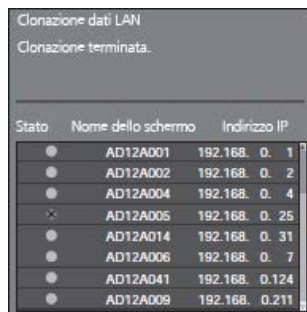 Clonazione dati LAN
Clonazione terminata.
Stato Nome dello schermo Indirizzo IP
AD12A001 192.168. 0. 1
AD12A002 192.168. 0. 2
AD12A004 192.168. 0. 4
AD12A005 192.168. 0. 25
AD12A014 192.168. 0. 31
AD12A006 192.168. 0. 7
AD12A041 192.168. 0.124
AD12A009 192.168. 0.211